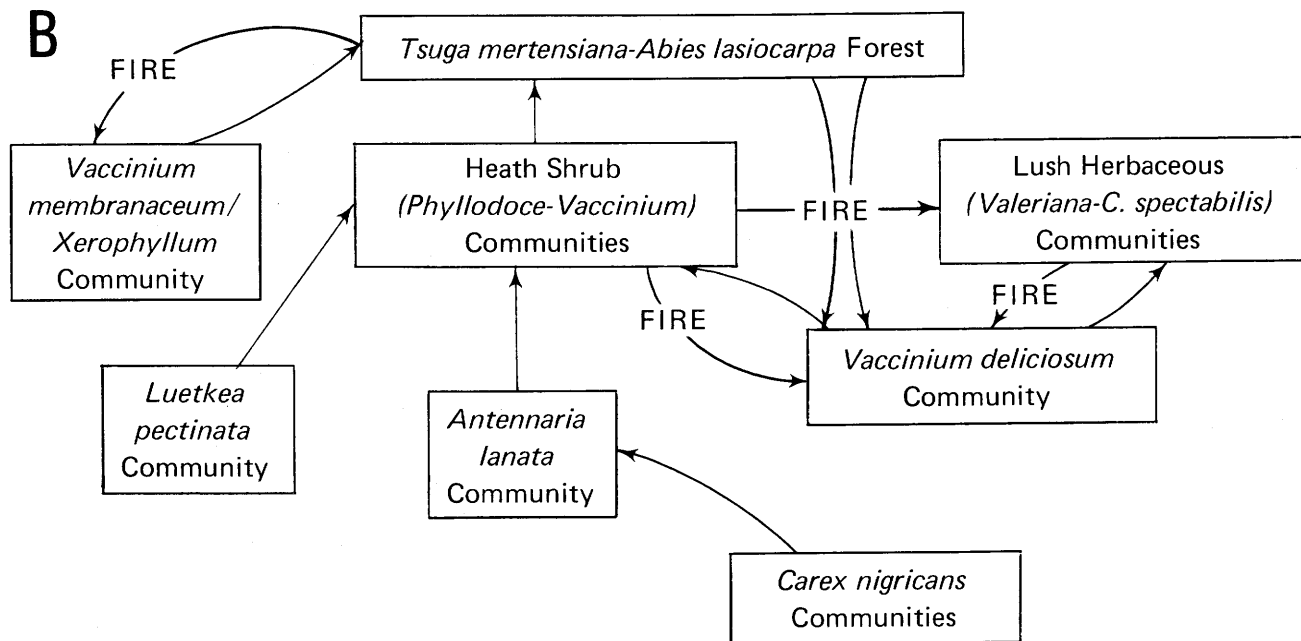 B
Tsuga mertensiana-Abies lasiocarpa Forest
FIRE
Vaccinium
membranaceum/
Xerophyllum
Community
Heath Shrub
(Phyllodoce-Vaccinium)
Communities
FIRE
Lush Herbaceous
(Valeriana-C. spectabilis)
Communities
FIRE
FIRE
Vaccinium deliciosum
Community
Luetkea
pectinata
Community
Antennaria
lanata
Community
Carex nigricans
Communities